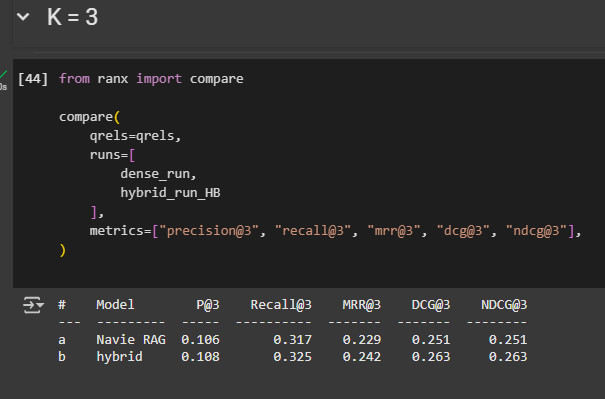 K = 3
[44] from ranx import compare
compare(
qrels=qrels,
runs=[
dense_run,
hybrid_run_HB
],
metrics=["precision@3", "recall@3", "mrr@3", "dcg@3", "ndcg@3"],
)
# Model P@3 Recall@3 MRR@3 DCG@3 NDCG@3
--- --------- ----- ---------- ------- ------- --------
a Navie RAG 0.106 0.317 0.229 0.251 0.251
b hybrid 0.108 0.325 0.242 0.263 0.263